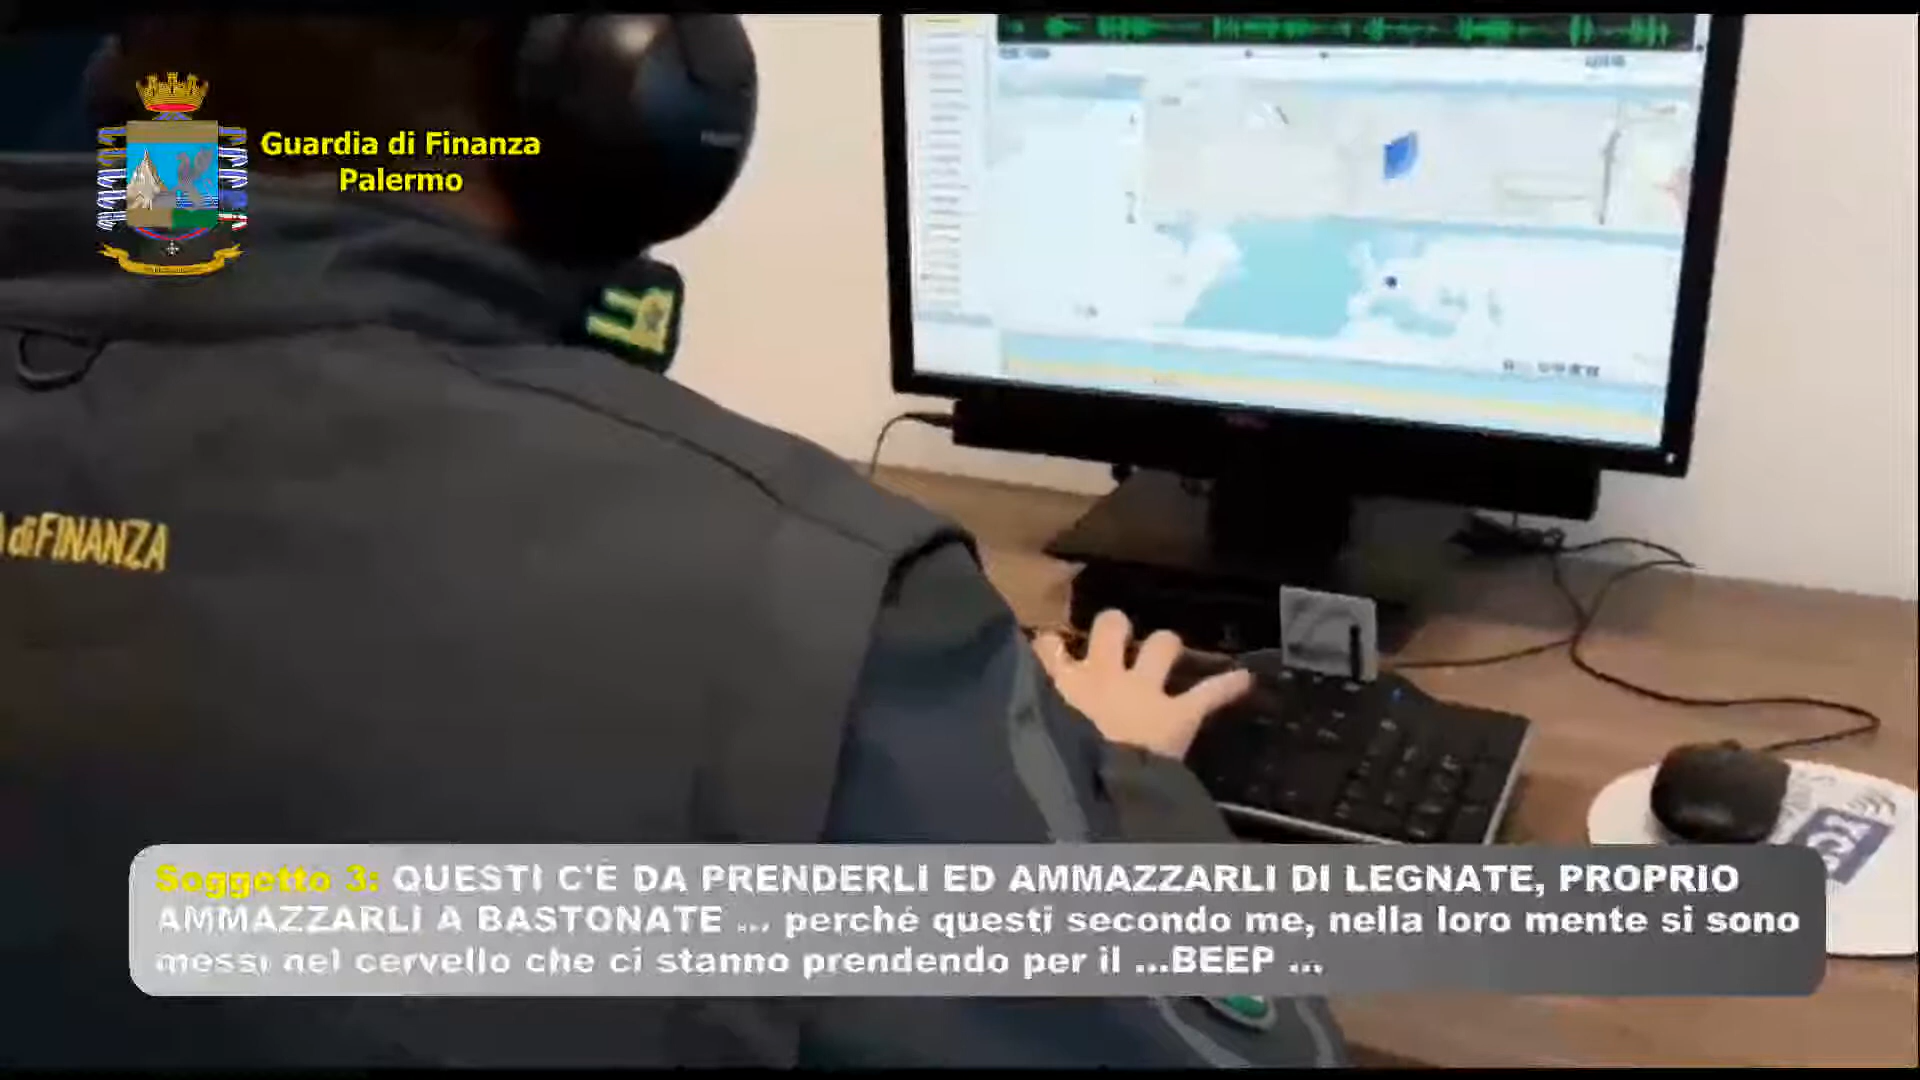 Guardia di Finanza
Palermo
diFINANZA
Soggetto 3: QUESTI C'È DA PRENDERLI ED AMMAZZARLI DI LEGNATE, PROPRIO
AMMAZZARLI A BASTONATE ... perché questi secondo me, nella loro mente si sono
messi nel cervello che ci stanno prendendo per il ...BEEP ...